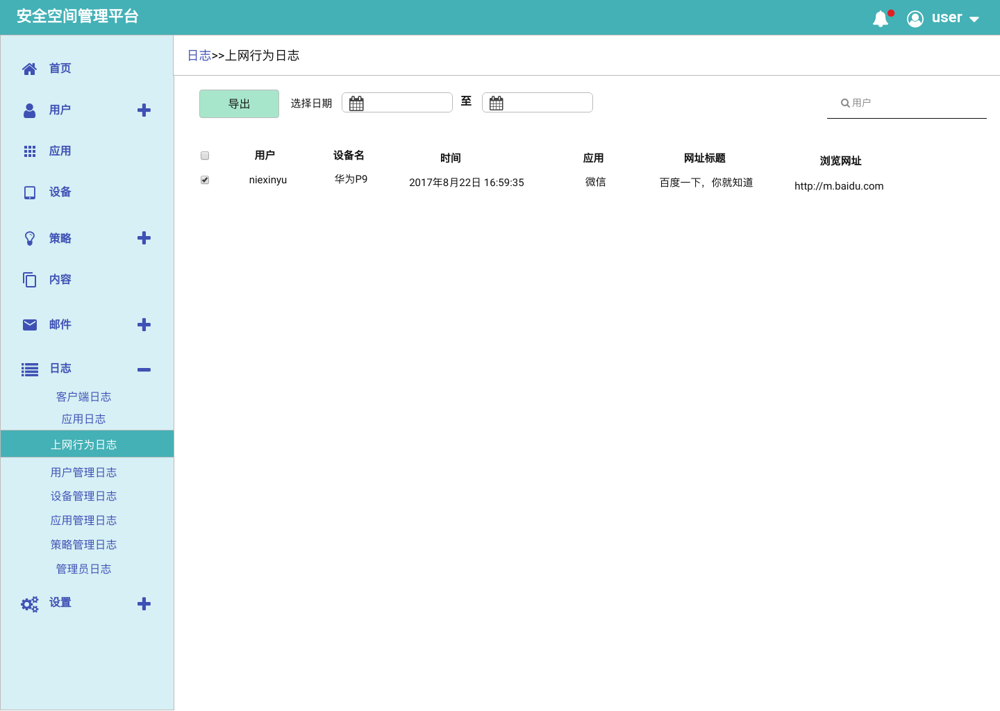 安全空间管理平台
user
首页
用户
应用
设备
策略
内容
邮件
日志
客户端日志
应用日志
上网行为日志
用户管理日志
设备管理日志
应用管理日志
策略管理日志
管理员日志
设置
日志>>上网行为日志
导出 选择日期 至 用户
用户 设备名 时间 应用 网址标题 浏览网址
niexinyu 华为P9 2017年8月22日 16:59:35 微信 百度一下，你就知道 http://m.baidu.com